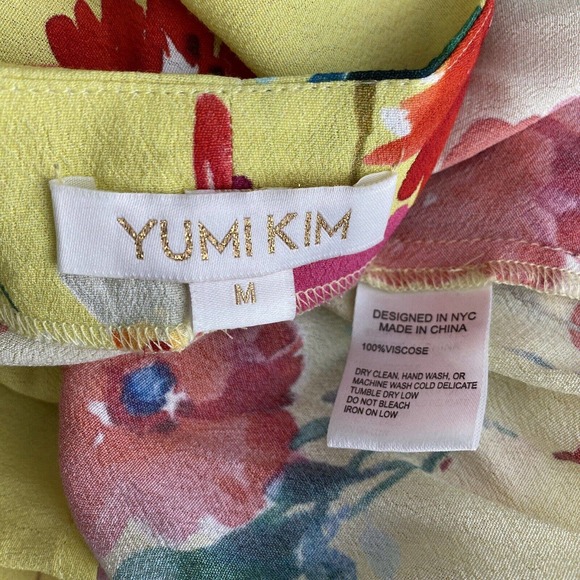 YUMI KIM
M
DESIGNED IN NYC
MADE IN CHINA
100%VISCOSE
DRY CLEAN, HAND WASH, OR
MACHINE WASH COLD DELICATE
TUMBLE DRY LOW
DO NOT BLEACH
IRON ON LOW